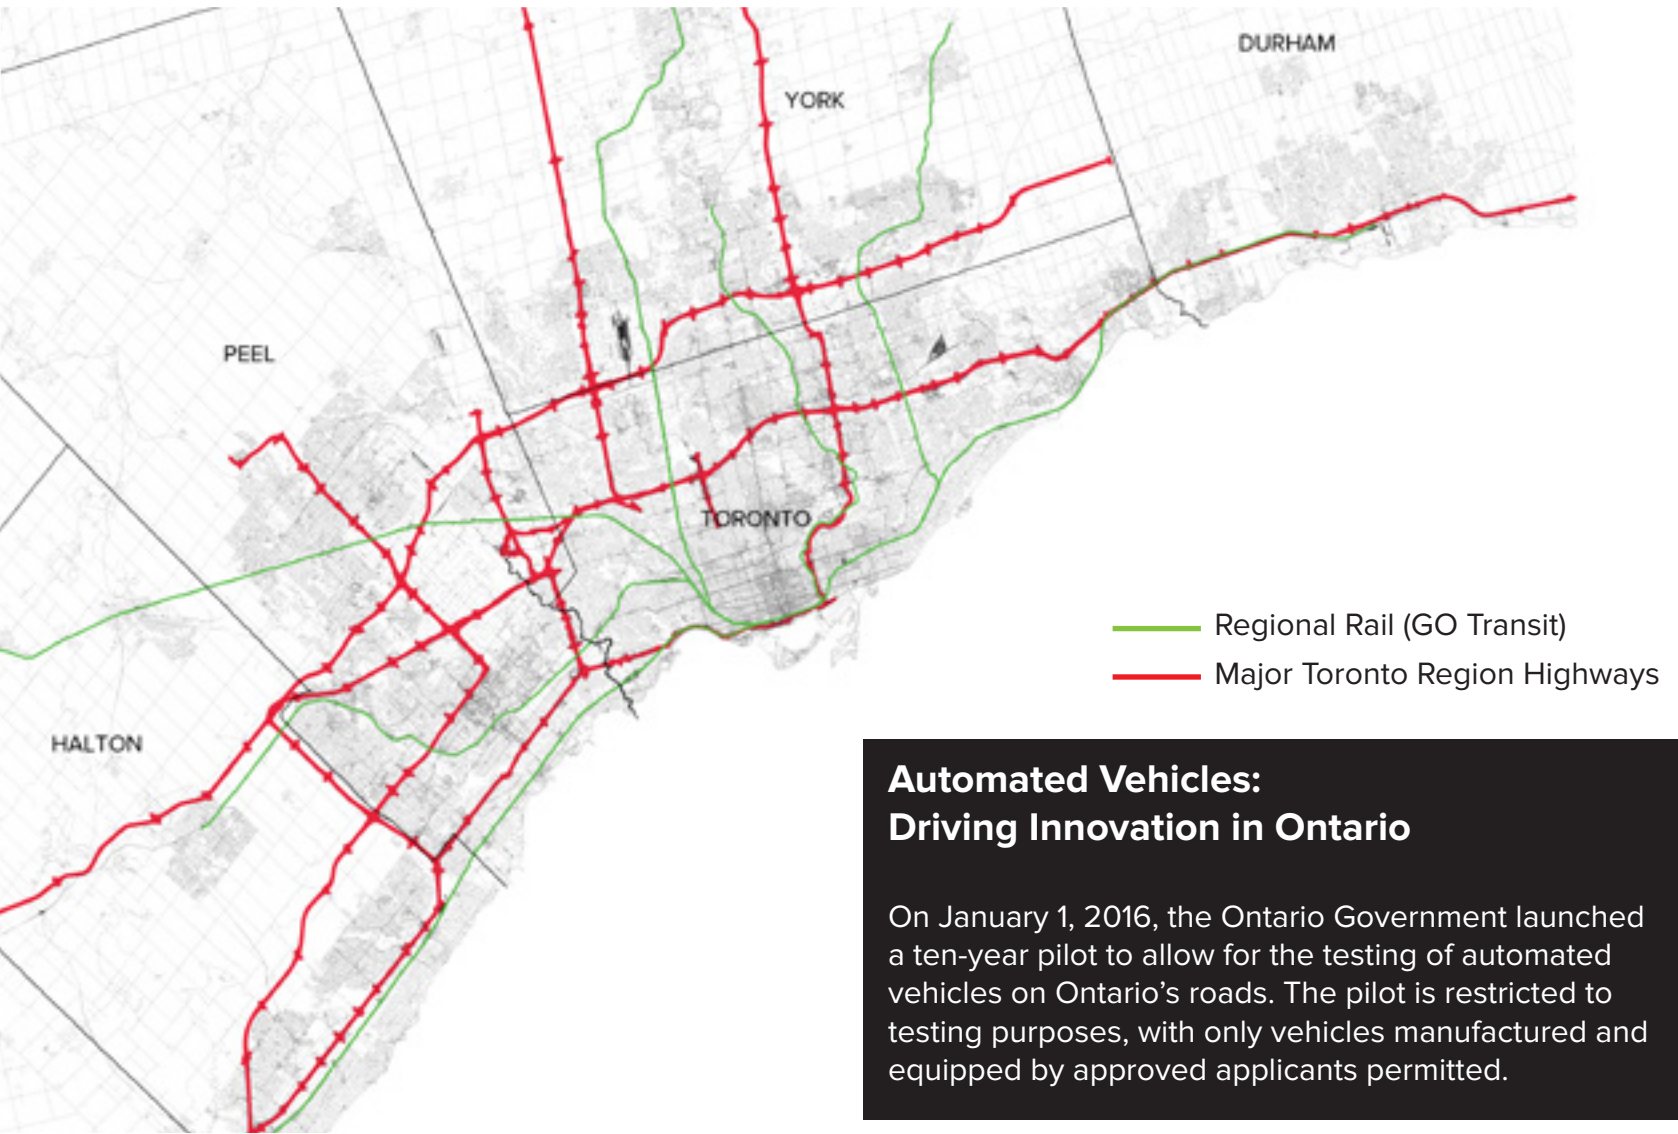 DURHAM
YORK
PEEL
TORONTO
HALTON
Regional Rail (GO Transit)
Major Toronto Region Highways
Automated Vehicles:
Driving Innovation in Ontario
On January 1, 2016, the Ontario Government launched
a ten-year pilot to allow for the testing of automated
vehicles on Ontario’s roads. The pilot is restricted to
testing purposes, with only vehicles manufactured and
equipped by approved applicants permitted.